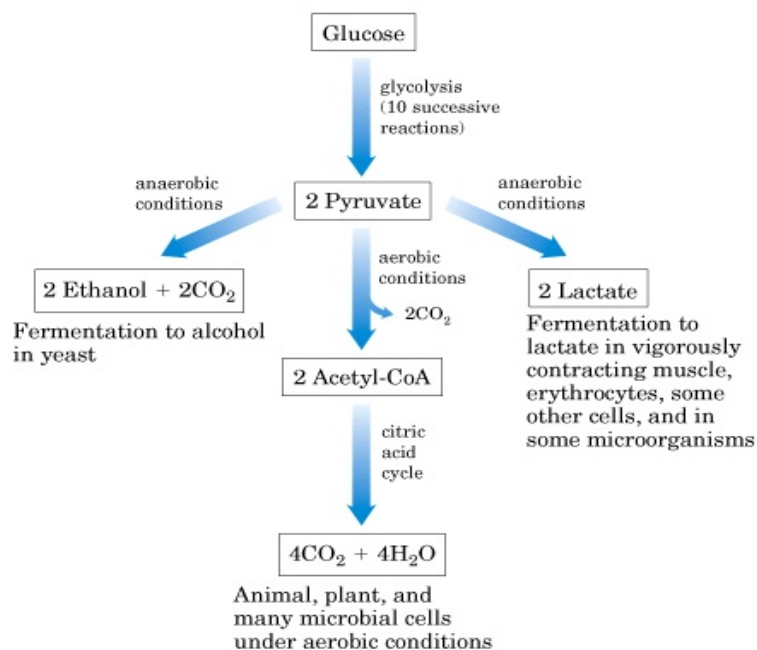 Glucose
glycolysis
(10 successive
reactions)
anaerobic
conditions
2 Pyruvate
anaerobic
conditions
2 Ethanol + 2CO₂
Fermentation to alcohol
in yeast
aerobic
conditions
2CO₂
2 Lactate
Fermentation to
lactate in vigorously
contracting muscle,
erythrocytes, some
other cells, and in
some microorganisms
2 Acetyl-CoA
citric
acid
cycle
4CO₂ + 4H₂O
Animal, plant, and
many microbial cells
under aerobic conditions